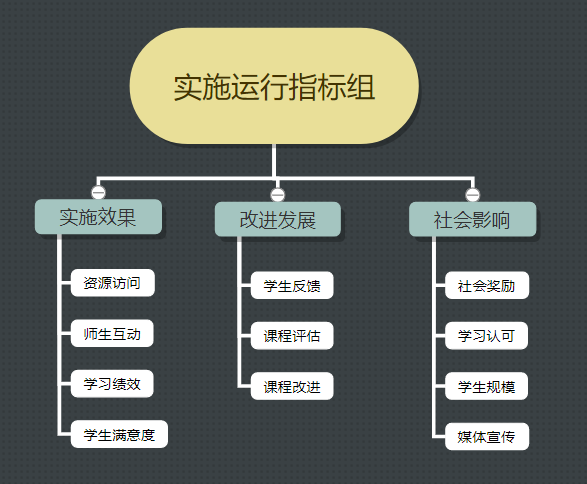 实施运行指标组
实施效果
资源访问
师生互动
学习绩效
学生满意度
改进发展
学生反馈
课程评估
课程改进
社会影响
社会奖励
学习认可
学生规模
媒体宣传